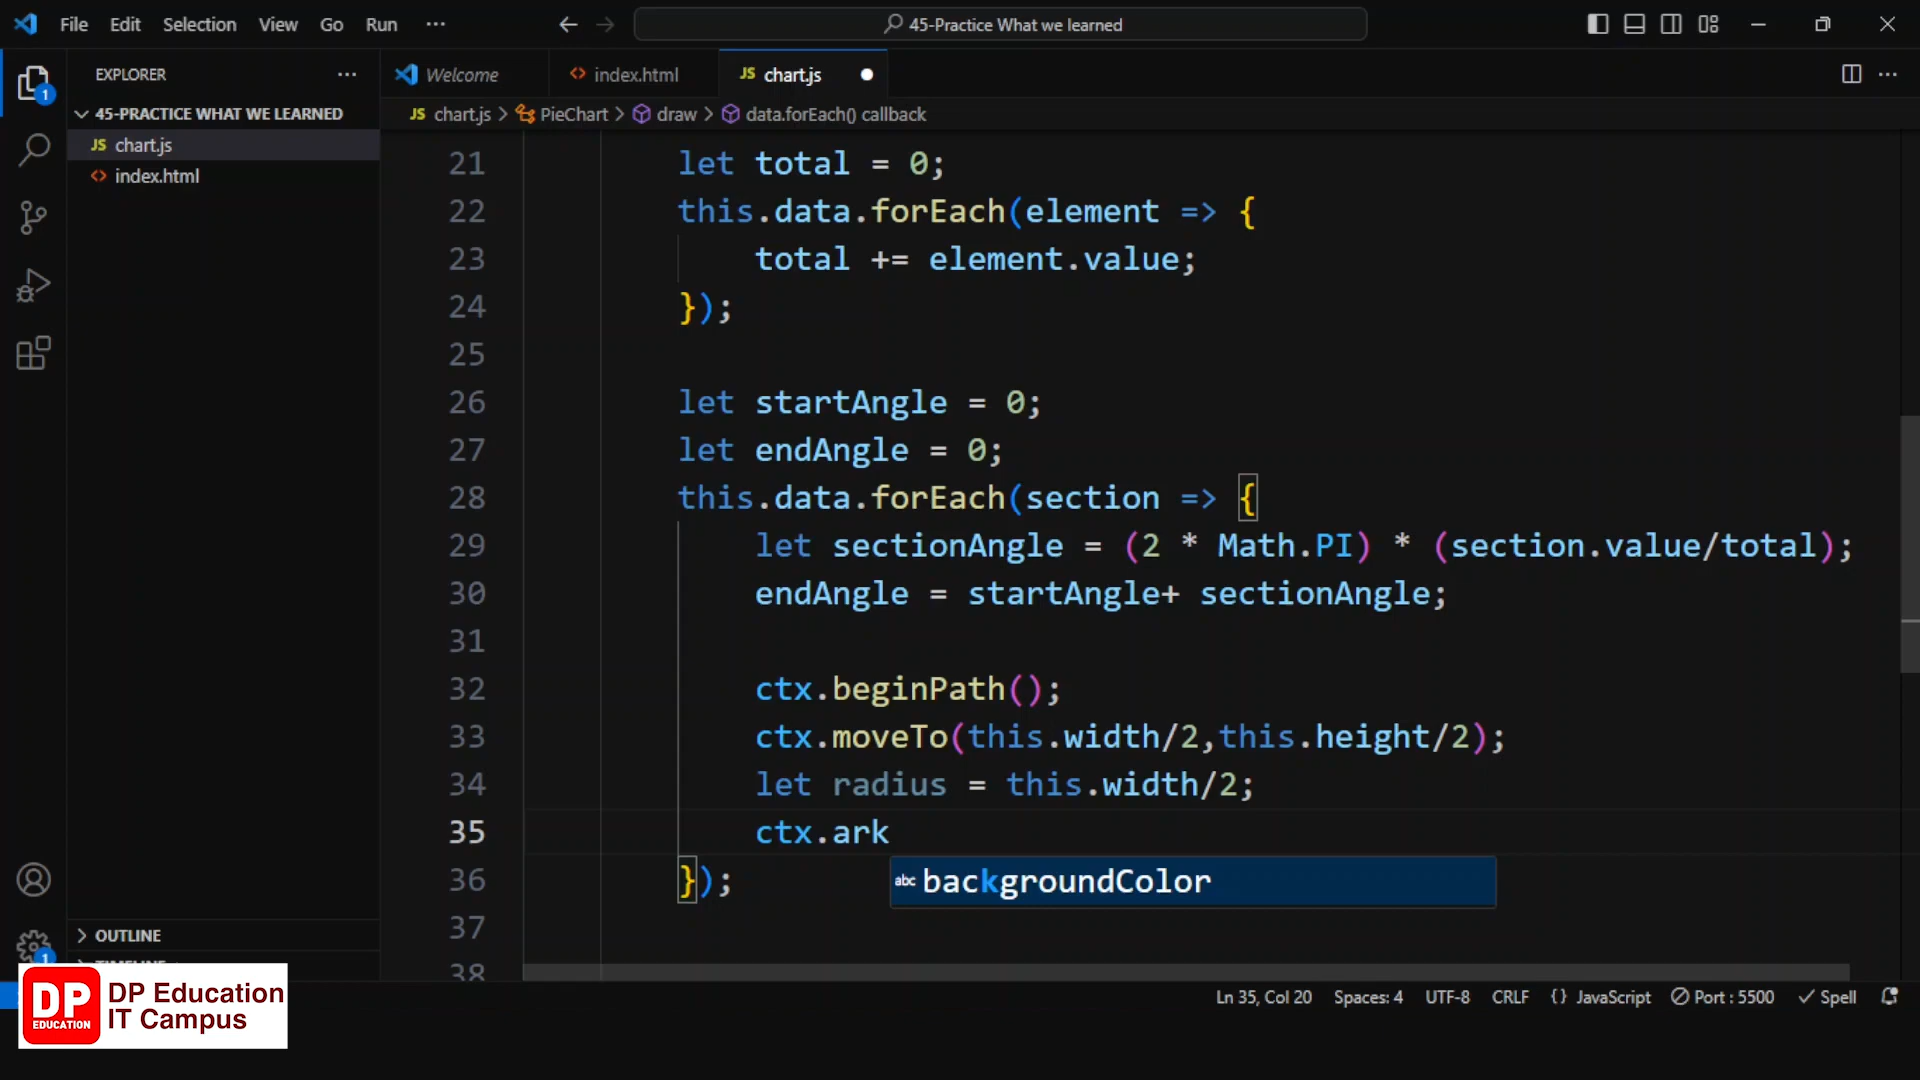 File Edit Selection View Go Run ··· 45-Practice What we learned
EXPLORER ···
Welcome index.html JS chart.js
45-PRACTICE WHAT WE LEARNED
JS chart.js
index.html
JS chart.js > PieChart > draw > data.forEach() callback
21 let total = 0;
22 this.data.forEach(element => {
23 total += element.value;
24 });
25
26 let startAngle = 0;
27 let endAngle = 0;
28 this.data.forEach(section => {
29 let sectionAngle = (2 * Math.PI) * (section.value/total);
30 endAngle = startAngle+ sectionAngle;
31
32 ctx.beginPath();
33 ctx.moveTo(this.width/2,this.height/2);
34 let radius = this.width/2;
35 ctx.ark
36 });
abc backgroundColor
37
38
1
OUTLINE
1
TIMELINE
DP EDUCATION
DP Education
IT Campus
Ln 35, Col 20 Spaces: 4 UTF-8 CRLF {} JavaScript Port : 5500 Spell